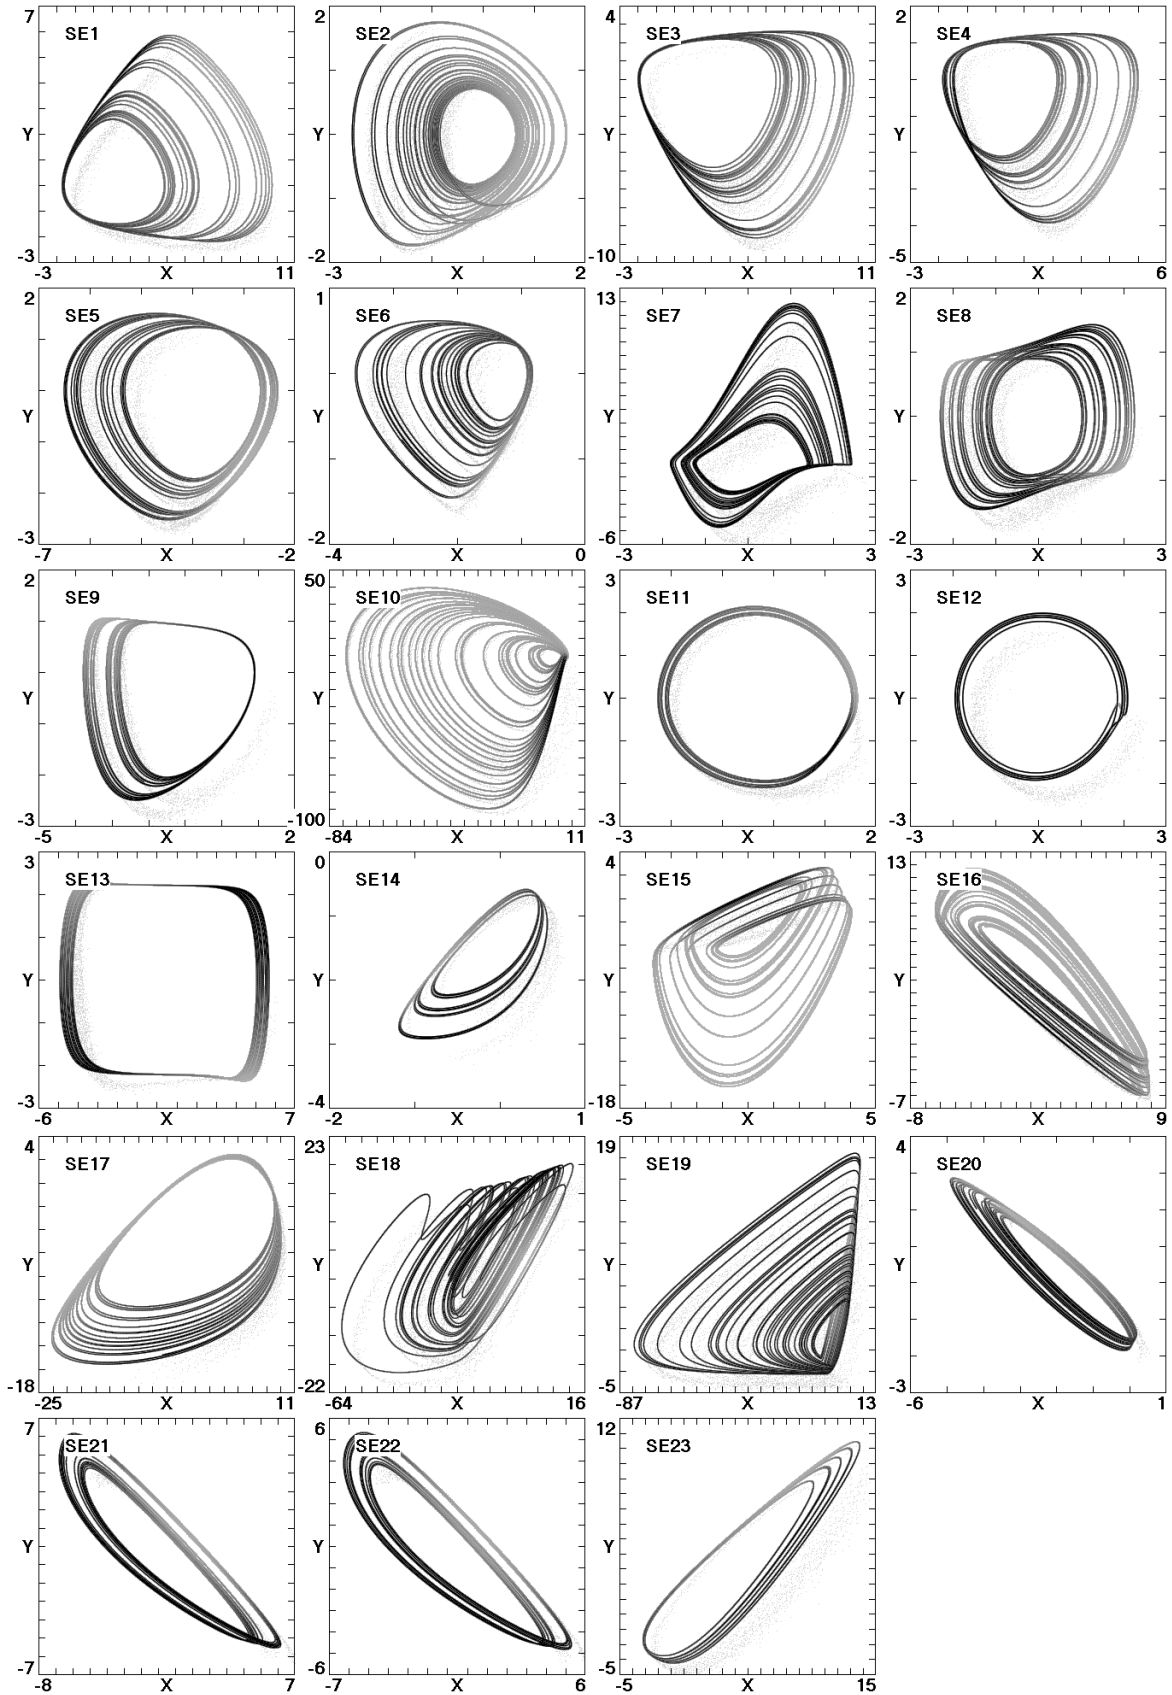 7 SE1 Y -3 -3 X 11
2 SE2 Y -2 -3 X 2
4 SE3 Y -10 -3 X 11
2 SE4 Y -5 -3 X 6
2 SE5 Y -3 -7 X -2
1 SE6 Y -2 -4 X 0
13 SE7 Y -6 -3 X 3
2 SE8 Y -2 -3 X 3
2 SE9 Y -3 -5 X 2
50 SE10 Y -100 -84 X 11
3 SE11 Y -3 -3 X 2
3 SE12 Y -3 -3 X 3
3 SE13 Y -3 -6 X 7
0 SE14 Y -4 -2 X 1
4 SE15 Y -18 -5 X 5
13 SE16 Y -7 -8 X 9
4 SE17 Y -18 -25 X 11
23 SE18 Y -22 -64 X 16
19 SE19 Y -5 -87 X 13
4 SE20 Y -3 -6 X 1
7 SE21 Y -7 -8 X 7
6 SE22 Y -6 -7 X 6
12 SE23 Y -5 -5 X 15